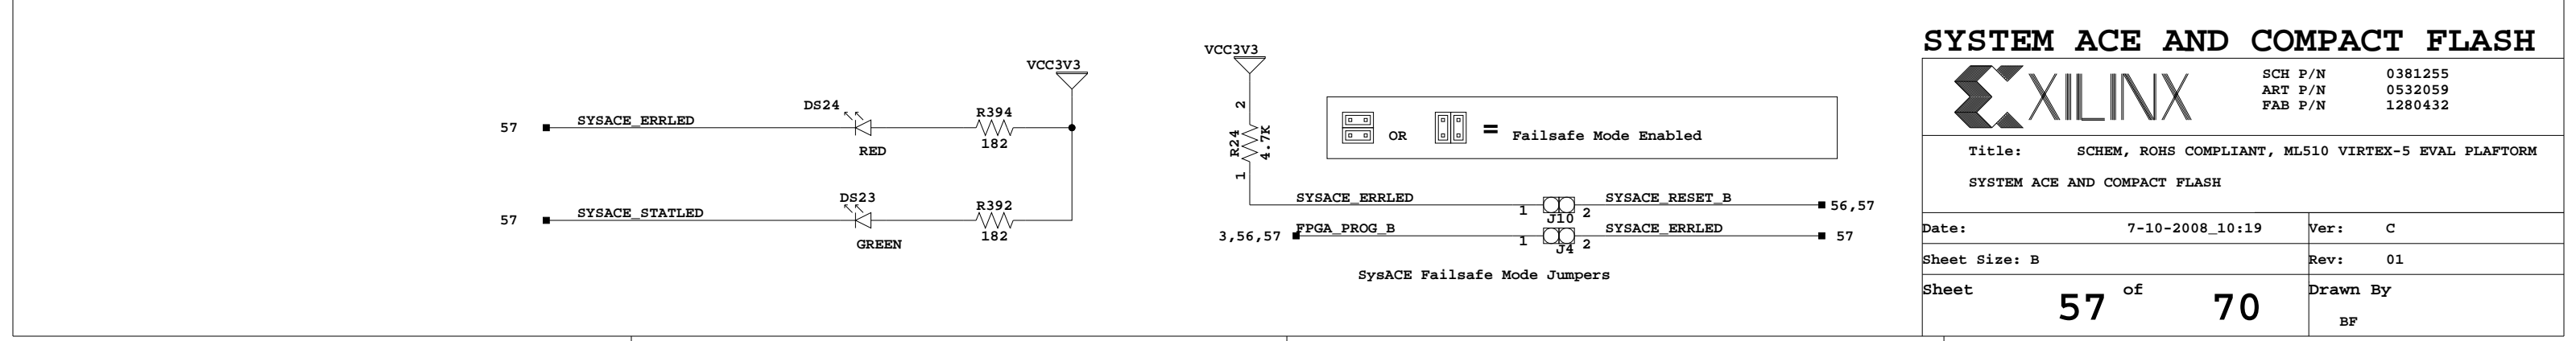 VCC3V3
DS24
R394
57 SYSACE_ERRLED
182
RED
DS23
R392
57 SYSACE_STATLED
182
GREEN
VCC3V3
2
R24
4.7K
1
OR = Failsafe Mode Enabled
SYSACE_ERRLED 1 J10 2 SYSACE_RESET_B 56,57
3,56,57 FPGA_PROG_B 1 J4 2 SYSACE_ERRLED 57
SysACE Failsafe Mode Jumpers
SYSTEM ACE AND COMPACT FLASH
XILINX
SCH P/N 0381255
ART P/N 0532059
FAB P/N 1280432
Title: SCHEM, ROHS COMPLIANT, ML510 VIRTEX-5 EVAL PLAFTORM
SYSTEM ACE AND COMPACT FLASH
Date: 7-10-2008_10:19 Ver: C
Sheet Size: B Rev: 01
Sheet 57 of 70 Drawn By
BF